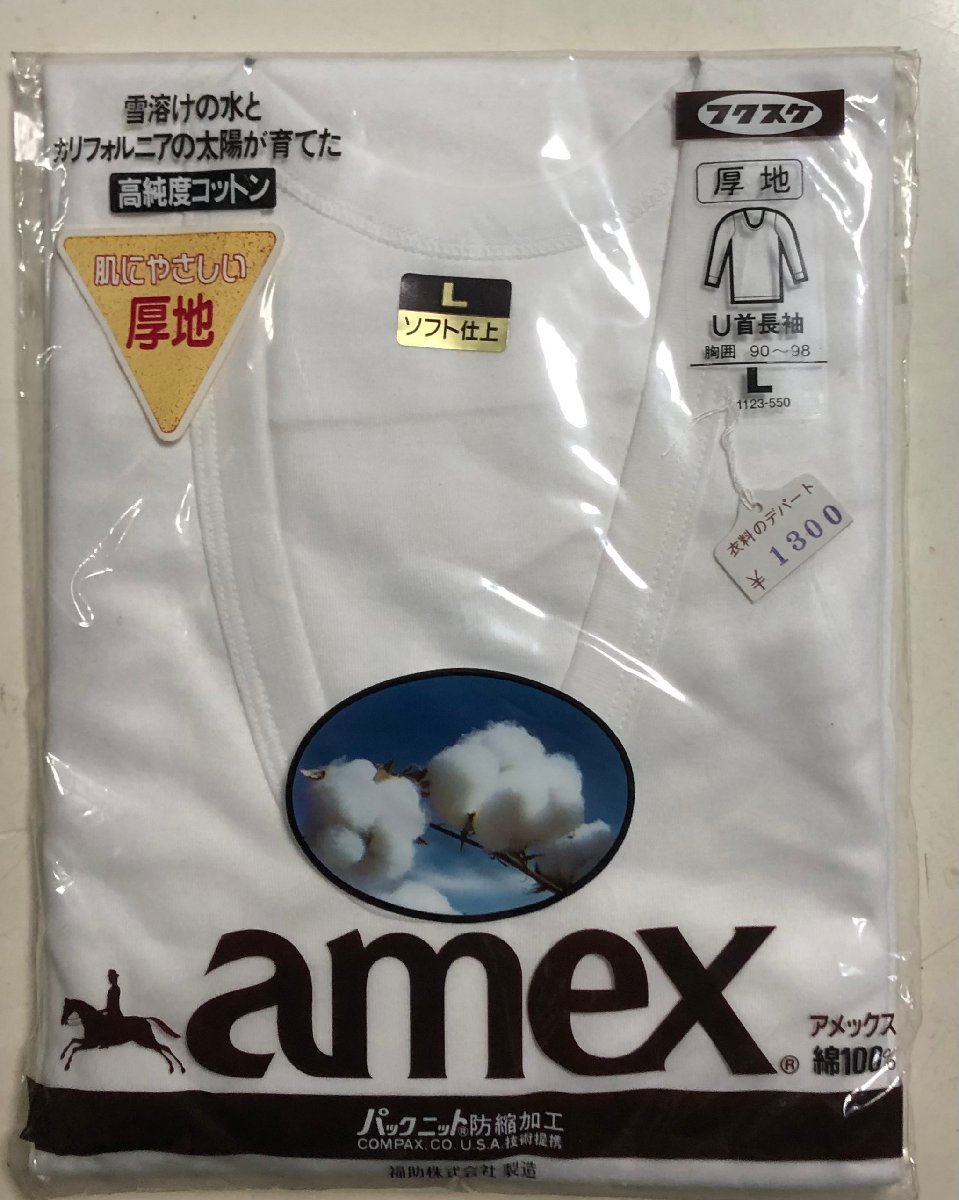 雪溶けの水と
カリフォルニアの太陽が育てた
高純度コットン
肌にやさしい
厚地
L
ソフト仕上
フクスケ
厚地
U首長袖
胸囲 90〜98
L
1123-550
衣料のデパート
1300
amex®
アメックス
綿100%
パックニット®防縮加工
COMPAX. CO. U.S.A. 技術提携
福助株式会社 製造